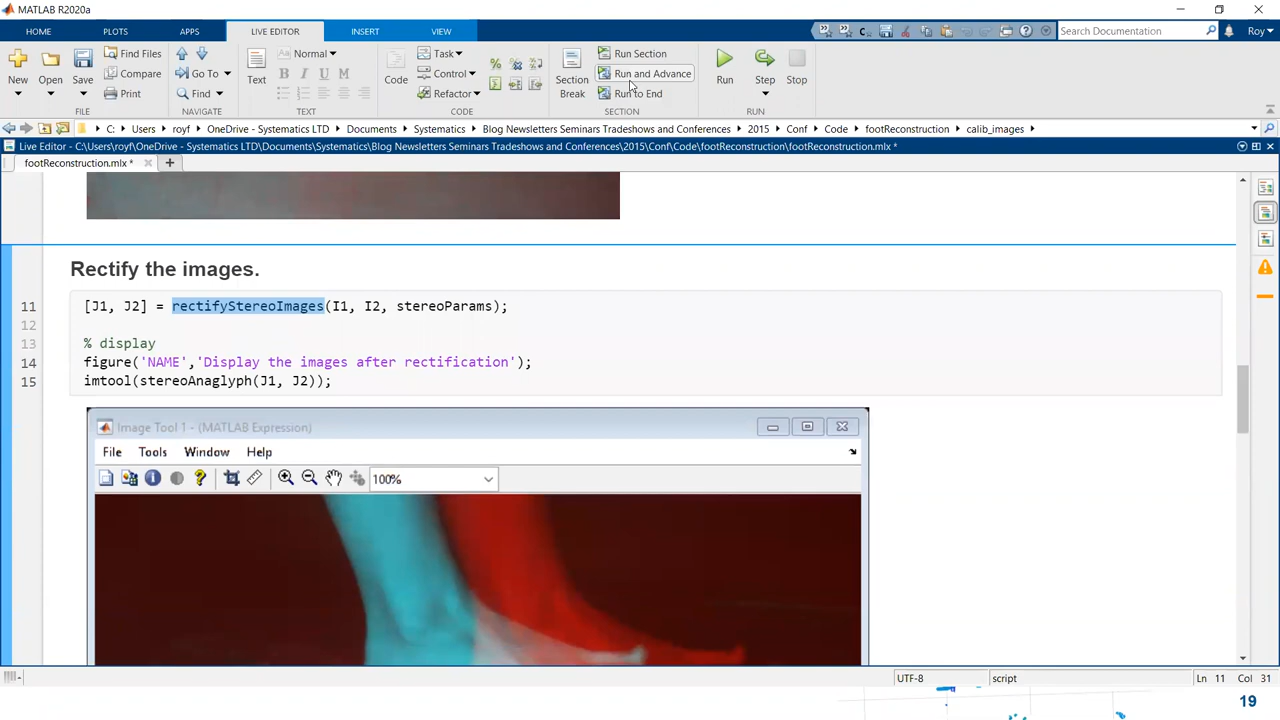 MATLAB R2020a
HOME PLOTS APPS LIVE EDITOR INSERT VIEW Search Documentation Roy
New Open Save Find Files Compare Print Go To Find Text Normal B I U M Code Task Control Refactor Section Break Run Section Run and Advance Run to End Run Step Stop
FILE NAVIGATE TEXT CODE SECTION RUN
C: Users royf OneDrive - Systematics LTD Documents Systematics Blog Newsletters Seminars Tradeshows and Conferences 2015 Conf Code footReconstruction calib_images
Live Editor - C:\Users\royf\OneDrive - Systematics LTD\Documents\Systematics\Blog Newsletters Seminars Tradeshows and Conferences\2015\Conf\Code\footReconstruction\footReconstruction.mlx *
footReconstruction.mlx *
Rectify the images.
11 [J1, J2] = rectifyStereoImages(I1, I2, stereoParams);
12
13 % display
14 figure('NAME','Display the images after rectification');
15 imtool(stereoAnaglyph(J1, J2));
Image Tool 1 - (MATLAB Expression)
File Tools Window Help
100%
UTF-8 script Ln 11 Col 31
19